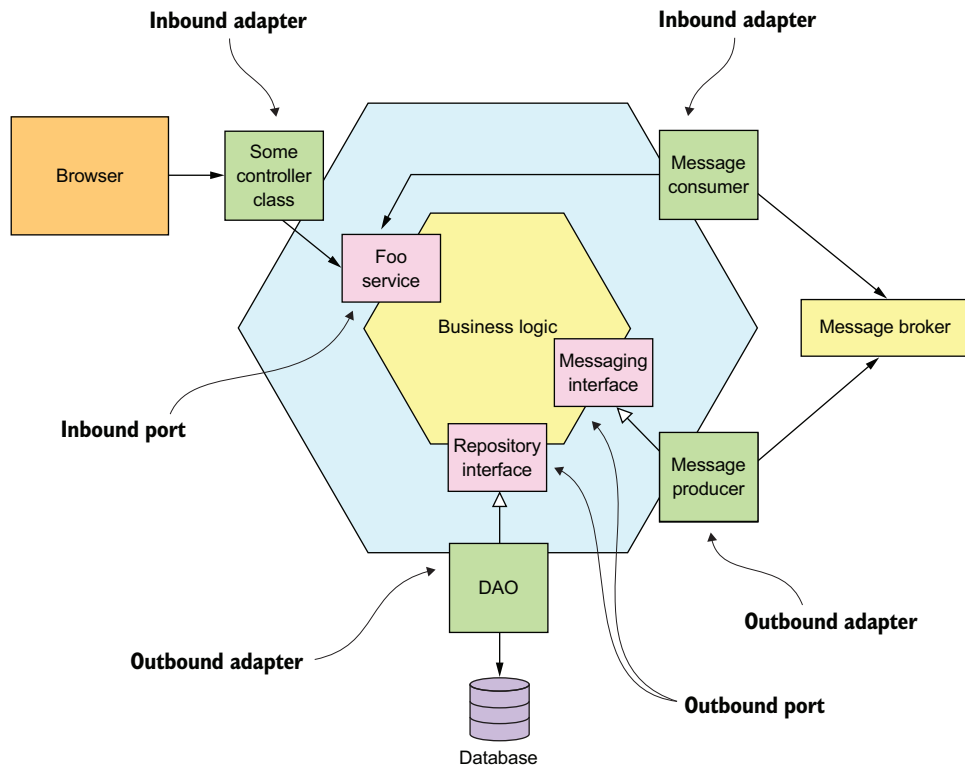 Inbound adapter
Inbound adapter
Browser
Some
controller
class
Message
consumer
Foo
service
Business logic
Message broker
Messaging
interface
Inbound port
Repository
interface
Message
producer
DAO
Outbound adapter
Outbound adapter
Outbound port
Database